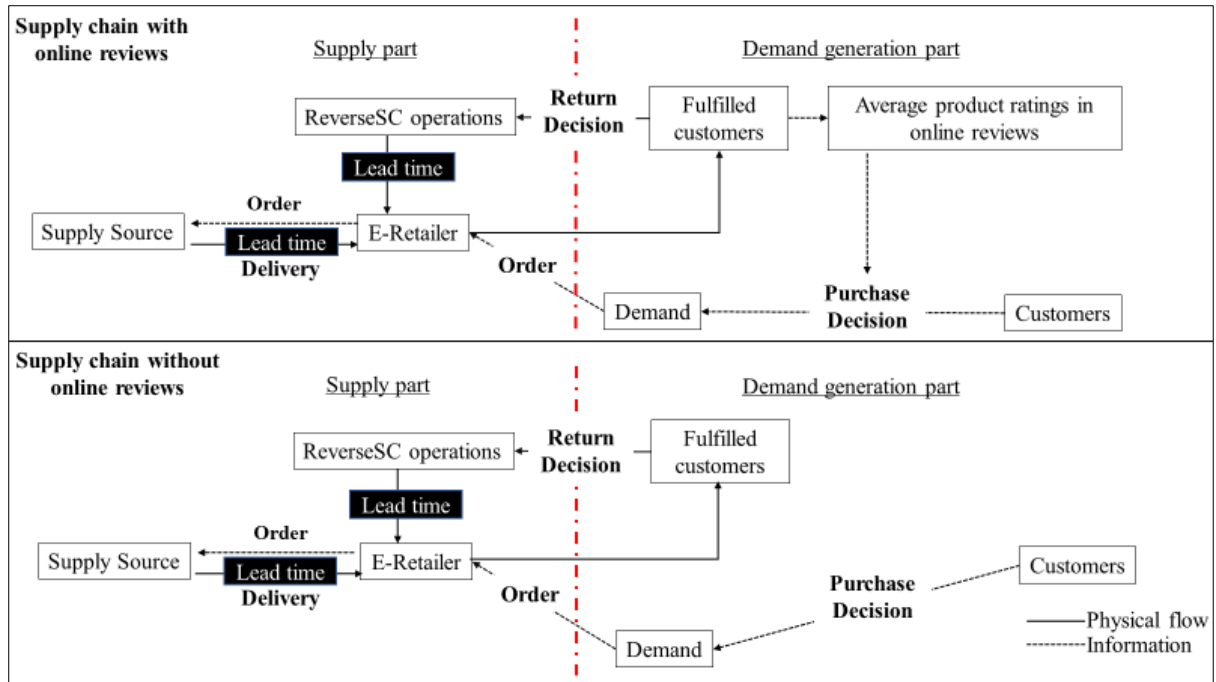 Supply chain with
online reviews
Supply part
Demand generation part
ReverseSC operations
Return
Decision
Fulfilled
customers
Average product ratings in
online reviews
Lead time
Order
Supply Source
Lead time
Delivery
E-Retailer
Order
Demand
Purchase
Decision
Customers
Supply chain without
online reviews
Supply part
Demand generation part
ReverseSC operations
Return
Decision
Fulfilled
customers
Lead time
Order
Supply Source
Lead time
Delivery
E-Retailer
Order
Demand
Purchase
Decision
Customers
Physical flow
Information